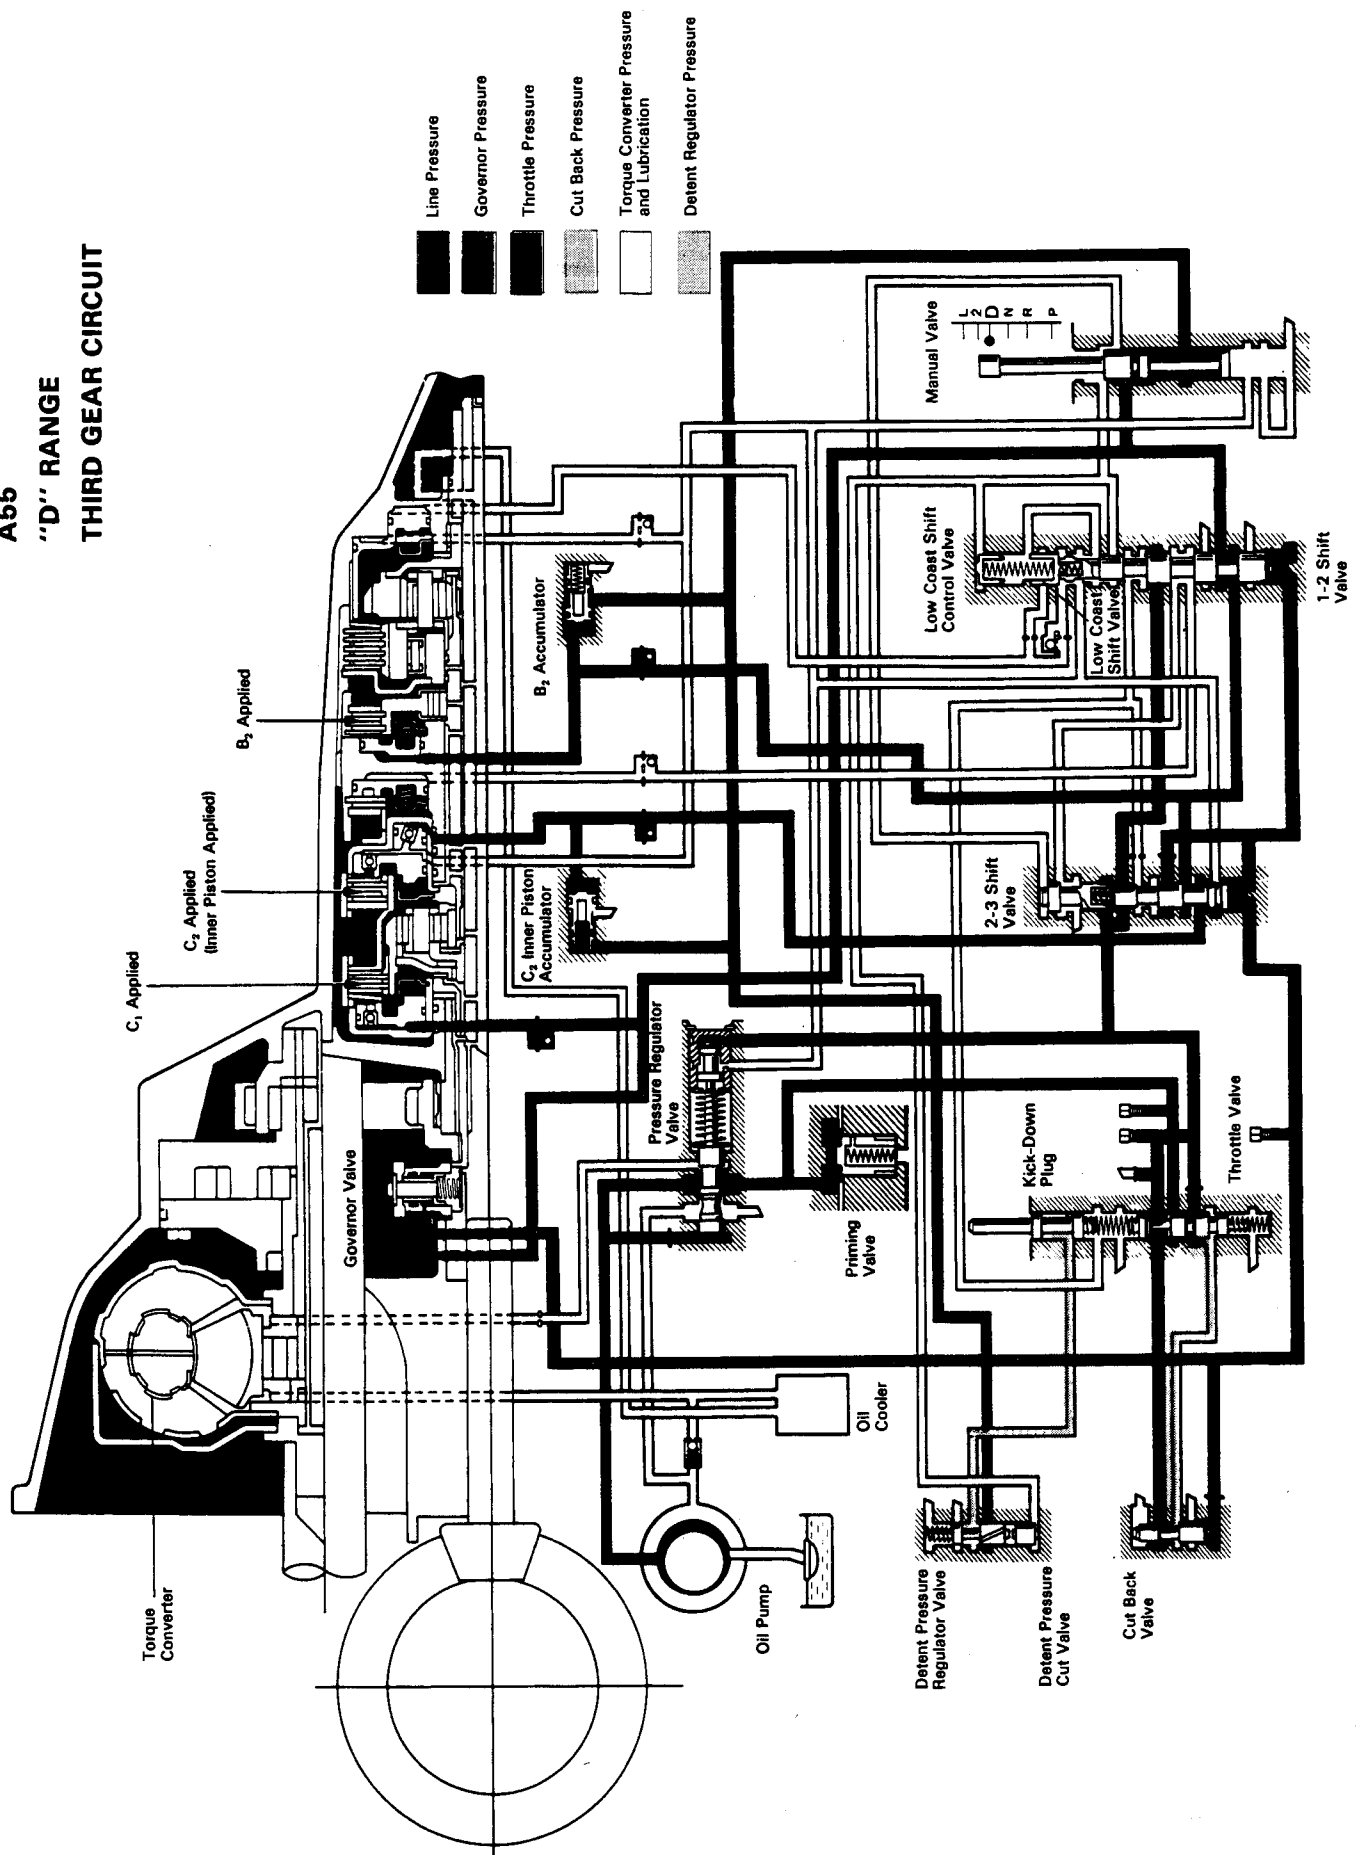 A55
"D" RANGE
THIRD GEAR CIRCUIT
Line Pressure
Governor Pressure
Throttle Pressure
Cut Back Pressure
Torque Converter Pressure
and Lubrication
Detent Regulator Pressure
Torque
Converter
C₁ Applied
C₂ Applied
(Inner Piston Applied)
B₂ Applied
Governor Valve
Pressure Regulator
Valve
C₂ Inner Piston
Accumulator
B₂ Accumulator
Oil Pump
Oil
Cooler
Priming
Valve
Manual Valve
L
2
D
N
R
P
Low Coast Shift
Control Valve
Low Coast
Shift Valve
1-2 Shift
Valve
2-3 Shift
Valve
Kick-Down
Plug
Throttle Valve
Detent Pressure
Regulator Valve
Detent Pressure
Cut Valve
Cut Back
Valve